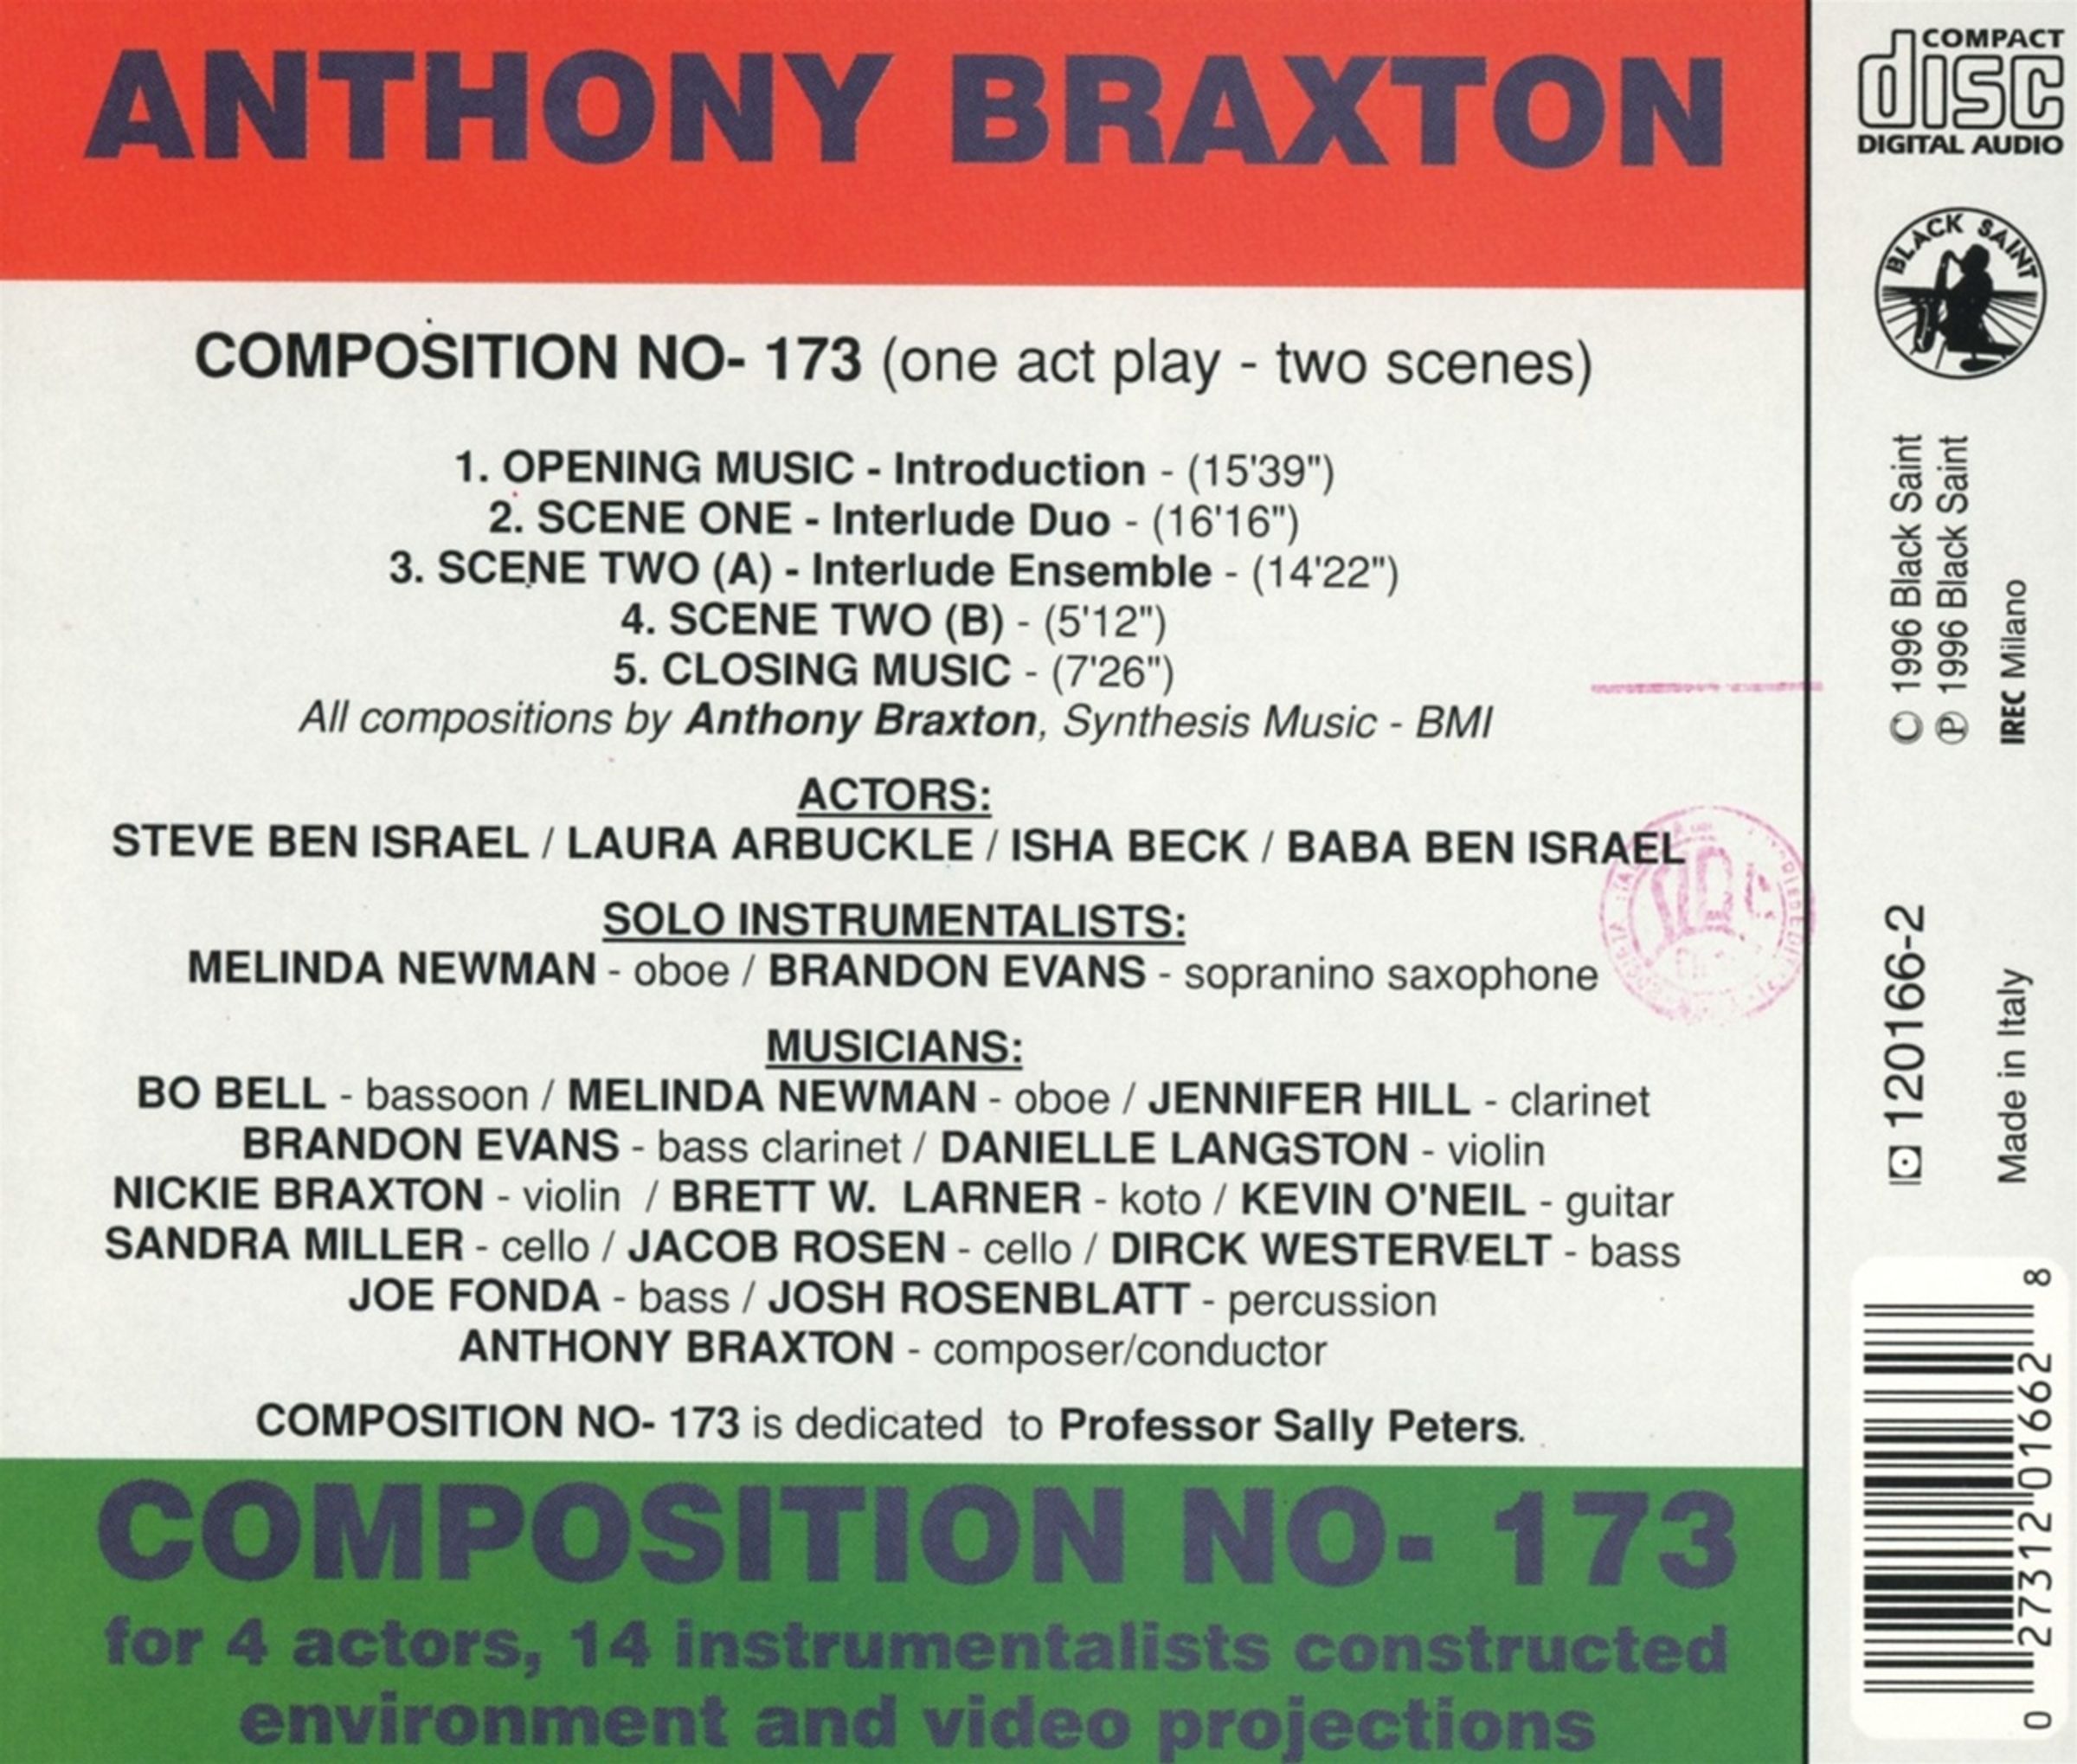 ANTHONY BRAXTON
COMPOSITION NO- 173 (one act play - two scenes)
1. OPENING MUSIC - Introduction - (15'39")
2. SCENE ONE - Interlude Duo - (16'16")
3. SCENE TWO (A) - Interlude Ensemble - (14'22")
4. SCENE TWO (B) - (5'12")
5. CLOSING MUSIC - (7'26")
All compositions by Anthony Braxton, Synthesis Music - BMI
ACTORS:
STEVE BEN ISRAEL / LAURA ARBUCKLE / ISHA BECK / BABA BEN ISRAEL
SOLO INSTRUMENTALISTS:
MELINDA NEWMAN - oboe / BRANDON EVANS - sopranino saxophone
MUSICIANS:
BO BELL - bassoon / MELINDA NEWMAN - oboe / JENNIFER HILL - clarinet
BRANDON EVANS - bass clarinet / DANIELLE LANGSTON - violin
NICKIE BRAXTON - violin / BRETT W. LARNER - koto / KEVIN O'NEIL - guitar
SANDRA MILLER - cello / JACOB ROSEN - cello / DIRCK WESTERVELT - bass
JOE FONDA - bass / JOSH ROSENBLATT - percussion
ANTHONY BRAXTON - composer/conductor
COMPOSITION NO- 173 is dedicated to Professor Sally Peters.
COMPOSITION NO- 173
for 4 actors, 14 instrumentalists constructed
environment and video projections
COMPACT
disc
DIGITAL AUDIO
BLACK SAINT
© 1996 Black Saint
℗ 1996 Black Saint
IREC Milano
120166-2
Made in Italy
0 27312 01662 8